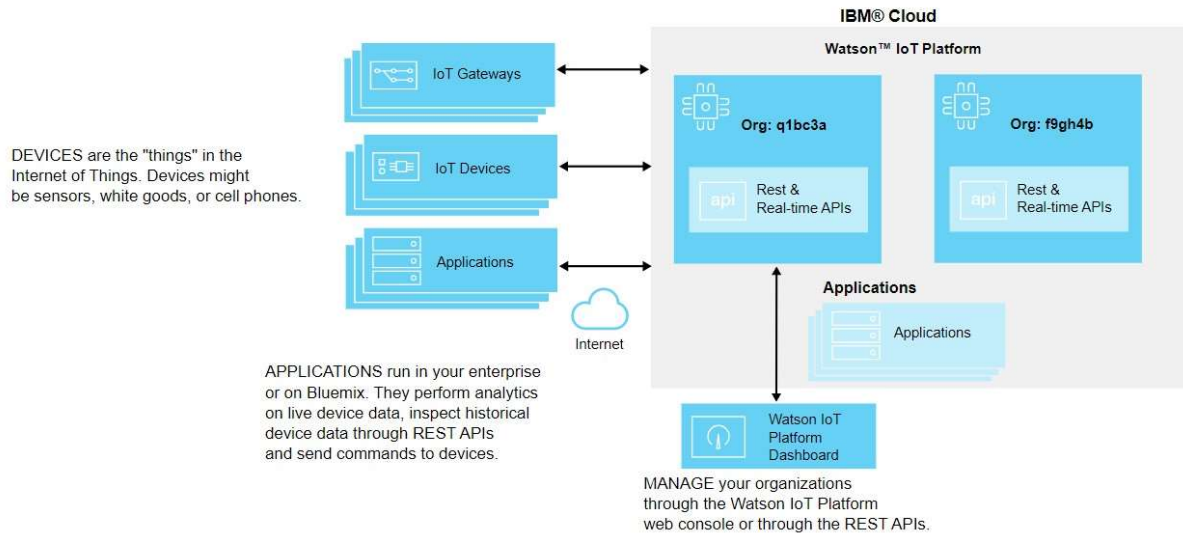 IBM® Cloud
Watson™ IoT Platform
IoT Gateways
Org: q1bc3a
Org: f9gh4b
DEVICES are the "things" in the
Internet of Things. Devices might
be sensors, white goods, or cell phones.
IoT Devices
api
Rest &
Real-time APIs
api
Rest &
Real-time APIs
Applications
Internet
Applications
Applications
APPLICATIONS run in your enterprise
or on Bluemix. They perform analytics
on live device data, inspect historical
device data through REST APIs
and send commands to devices.
Watson IoT
Platform
Dashboard
MANAGE your organizations
through the Watson IoT Platform
web console or through the REST APIs.